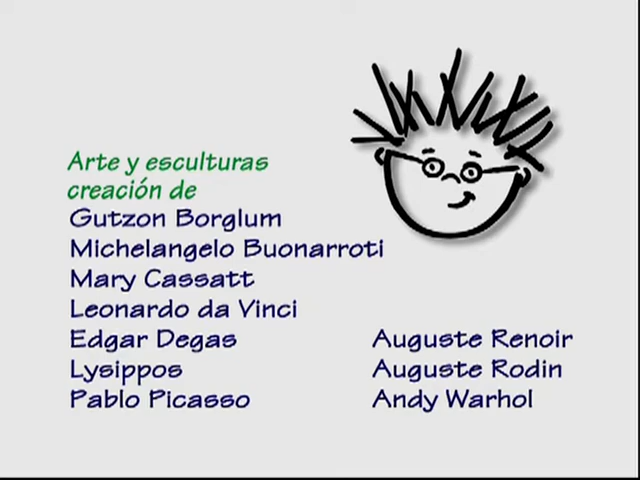 Arte y esculturas
creación de
Gutzon Borglum
Michelangelo Buonarroti
Mary Cassatt
Leonardo da Vinci
Edgar Degas
Lysippos
Pablo Picasso
Auguste Renoir
Auguste Rodin
Andy Warhol